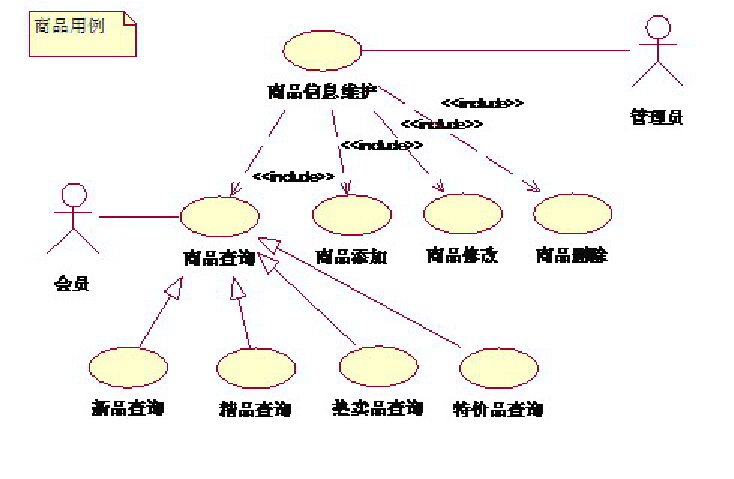 商品用例
商品信息维护
管理员
<<include>>
<<include>>
<<include>>
<<include>>
会员
商品查询
商品添加
商品修改
商品删除
新品查询
精品查询
热卖品查询
特价品查询